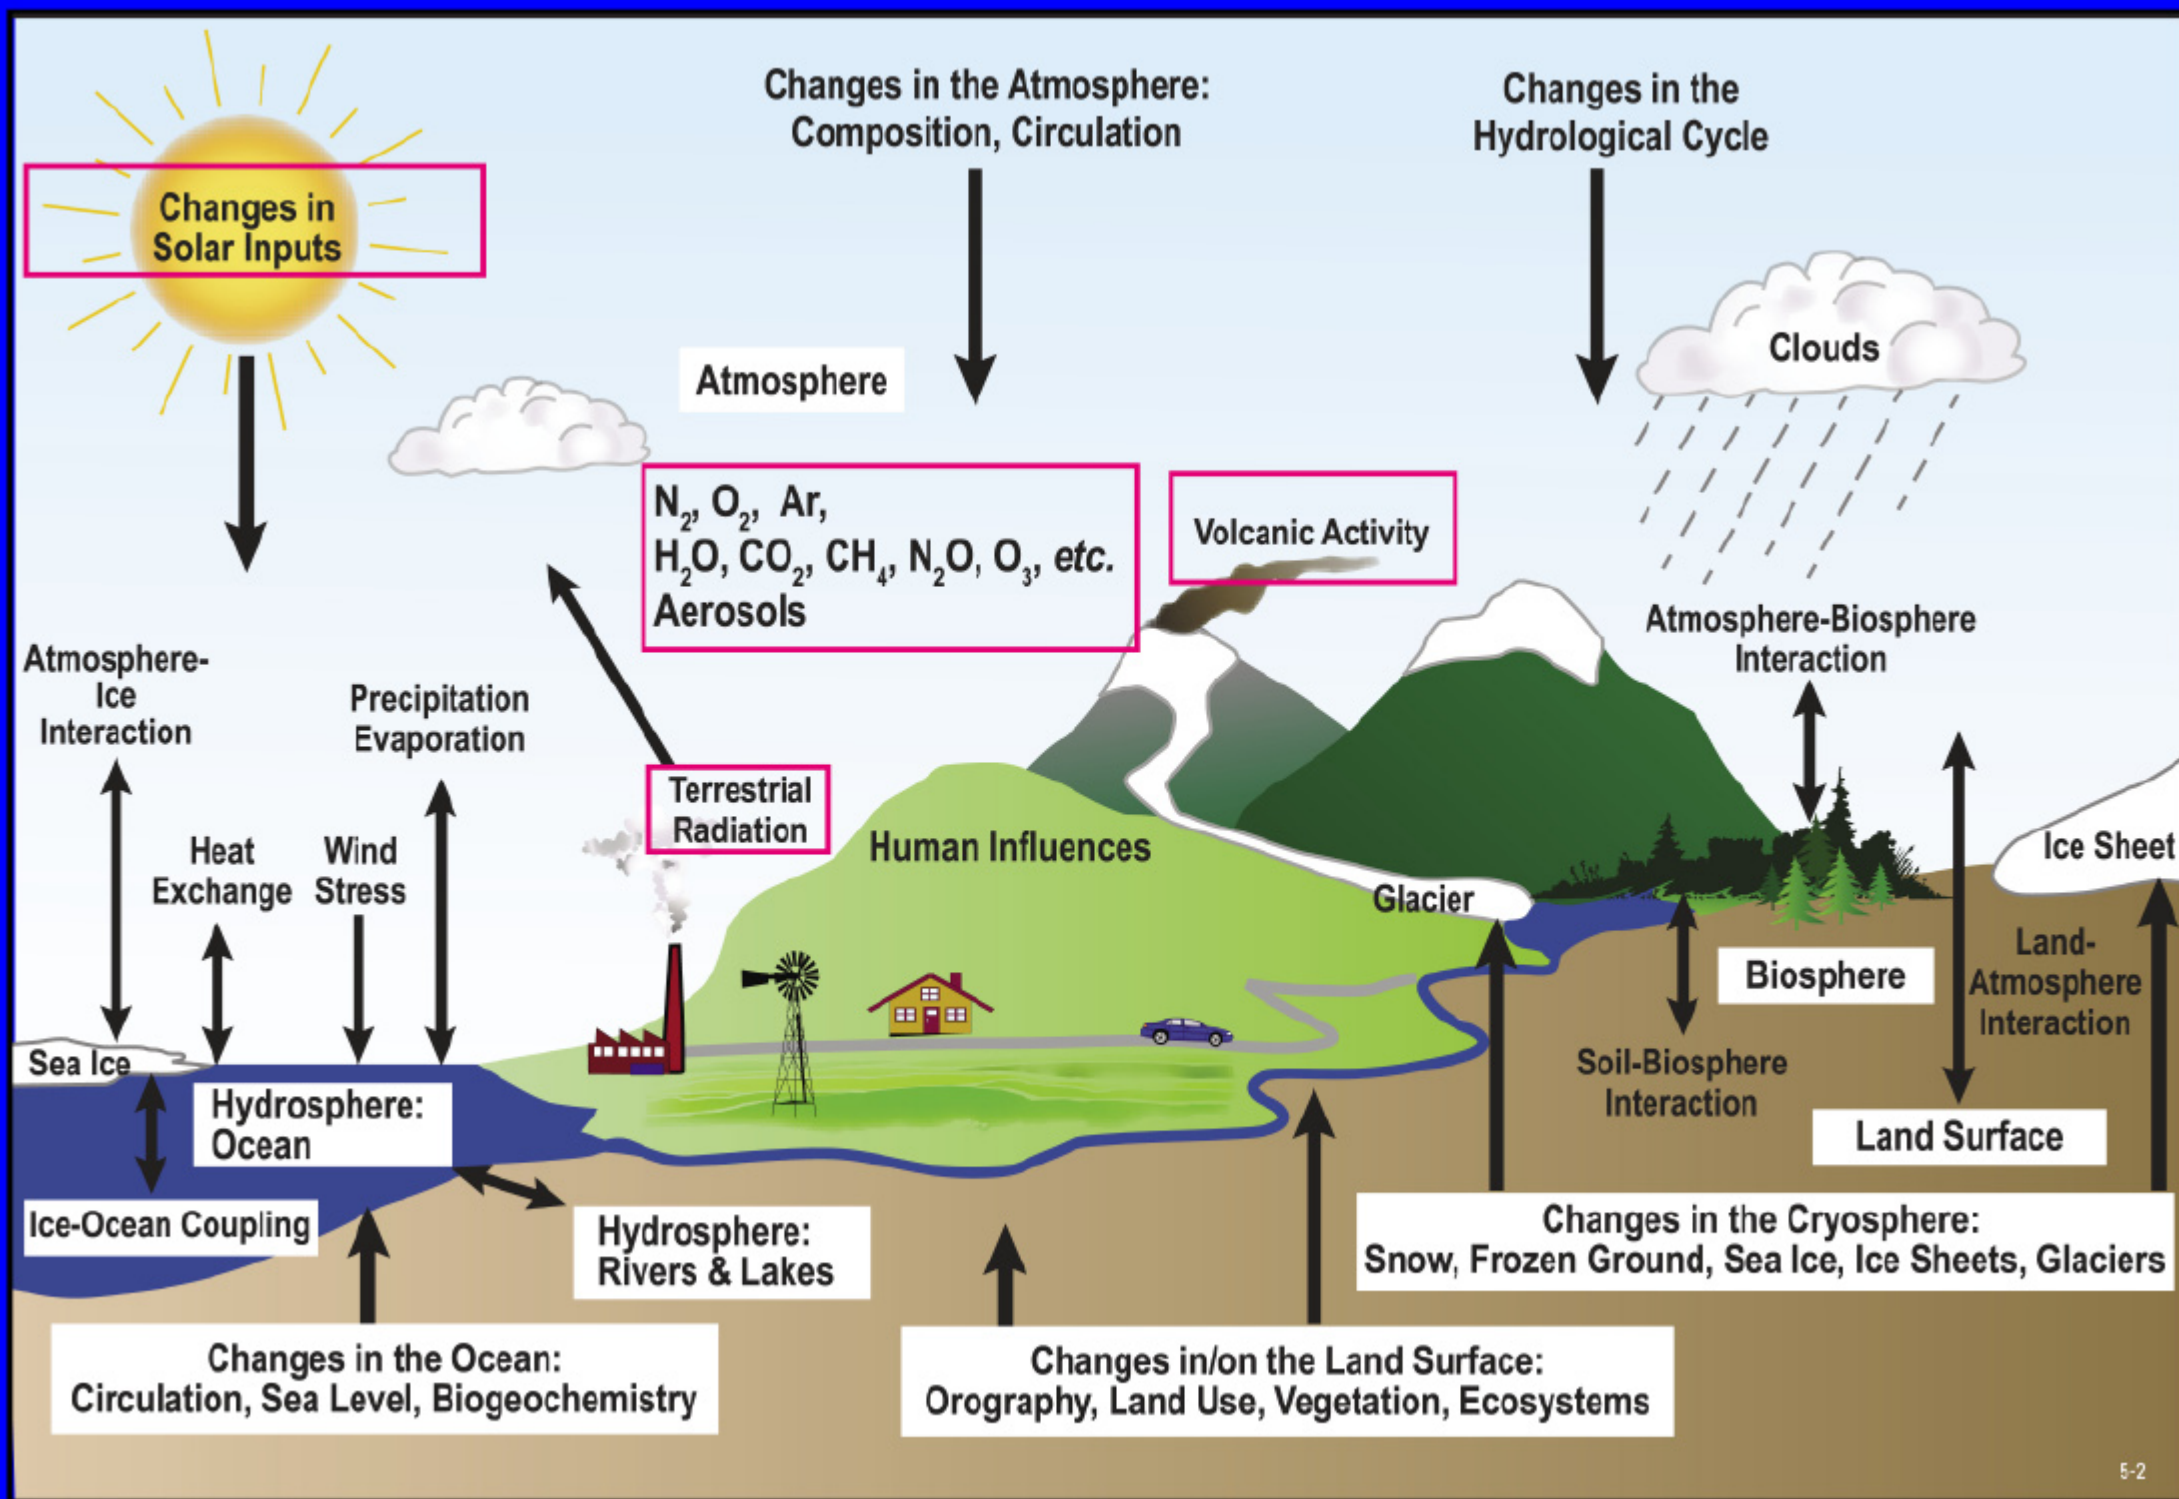 Changes in the Atmosphere:
Composition, Circulation
Changes in the
Hydrological Cycle
Changes in
Solar Inputs
Clouds
Atmosphere
N₂, O₂, Ar,
H₂O, CO₂, CH₄, N₂O, O₃, etc.
Aerosols
Volcanic Activity
Atmosphere-Biosphere
Interaction
Atmosphere-
Ice
Interaction
Precipitation
Evaporation
Terrestrial
Radiation
Heat
Exchange
Wind
Stress
Human Influences
Ice Sheet
Glacier
Land-
Atmosphere
Interaction
Biosphere
Sea Ice
Soil-Biosphere
Interaction
Hydrosphere:
Ocean
Land Surface
Ice-Ocean Coupling
Hydrosphere:
Rivers & Lakes
Changes in the Cryosphere:
Snow, Frozen Ground, Sea Ice, Ice Sheets, Glaciers
Changes in the Ocean:
Circulation, Sea Level, Biogeochemistry
Changes in/on the Land Surface:
Orography, Land Use, Vegetation, Ecosystems
5-2